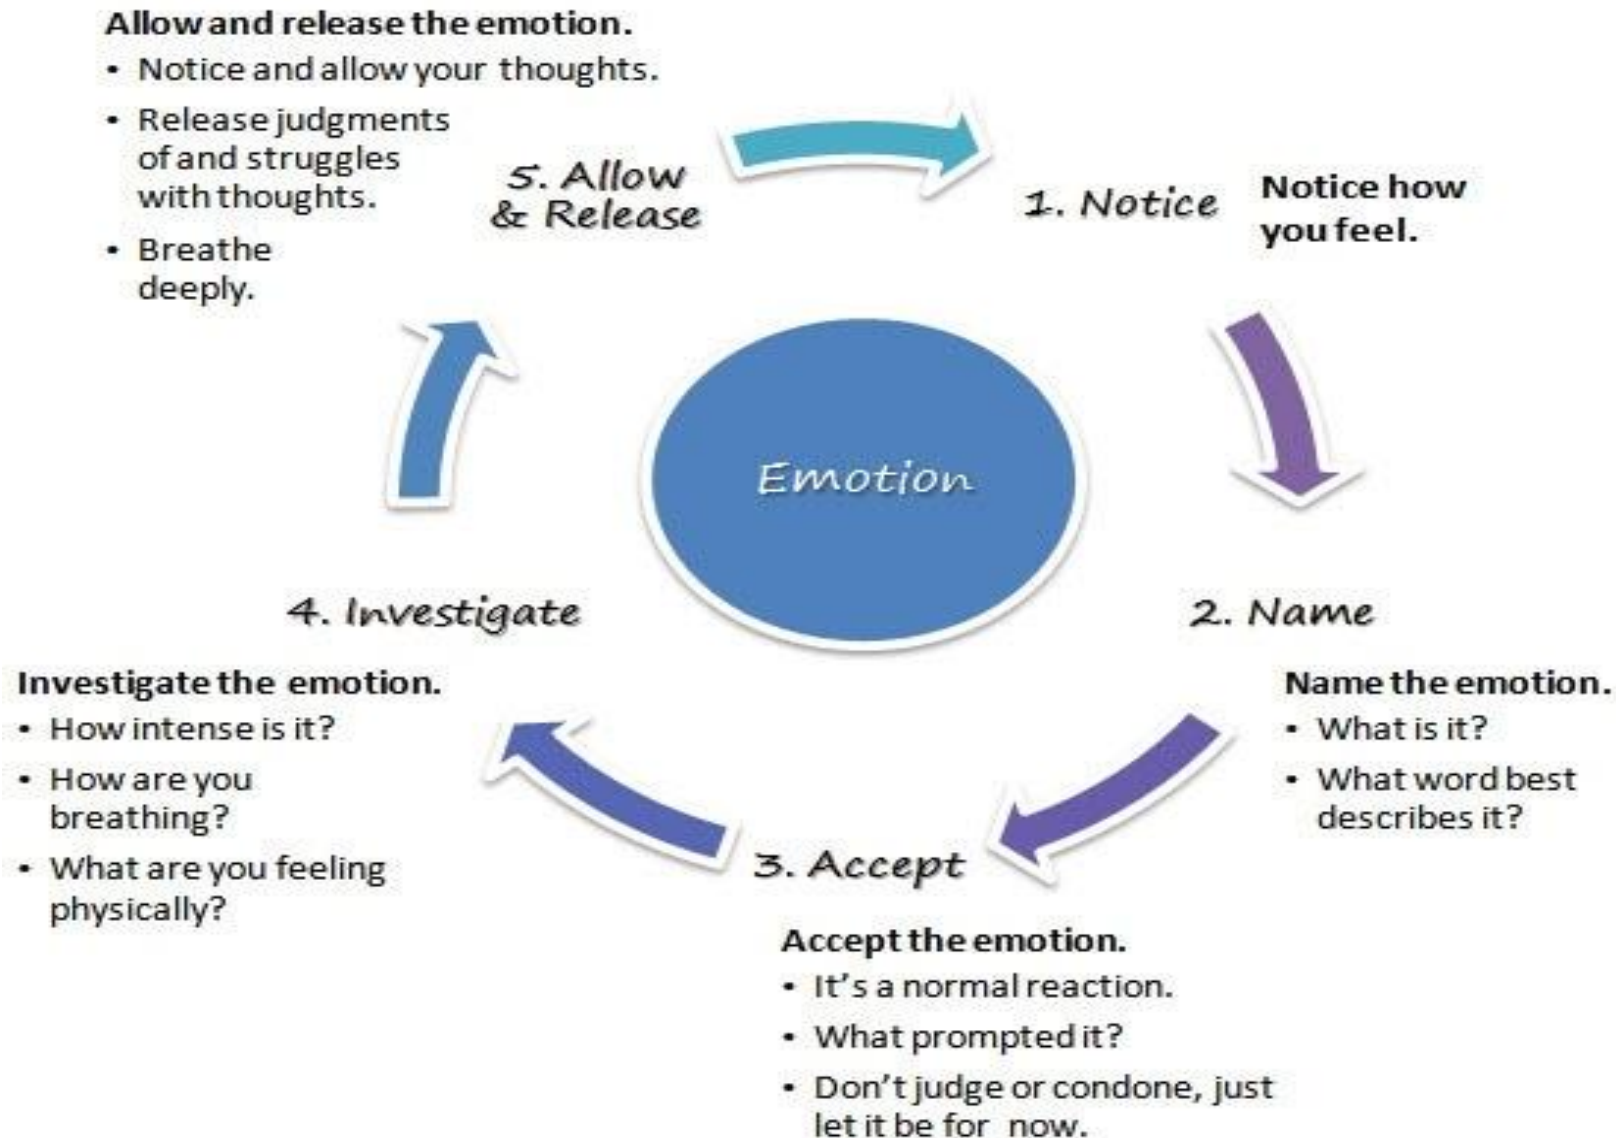 Allow and release the emotion.
• Notice and allow your thoughts.
• Release judgments
of and struggles
with thoughts.
• Breathe
deeply.
5. Allow
& Release
1. Notice
Notice how
you feel.
Emotion
2. Name
Name the emotion.
• What is it?
• What word best
describes it?
3. Accept
Accept the emotion.
• It's a normal reaction.
• What prompted it?
• Don't judge or condone, just
let it be for now.
4. Investigate
Investigate the emotion.
• How intense is it?
• How are you
breathing?
• What are you feeling
physically?